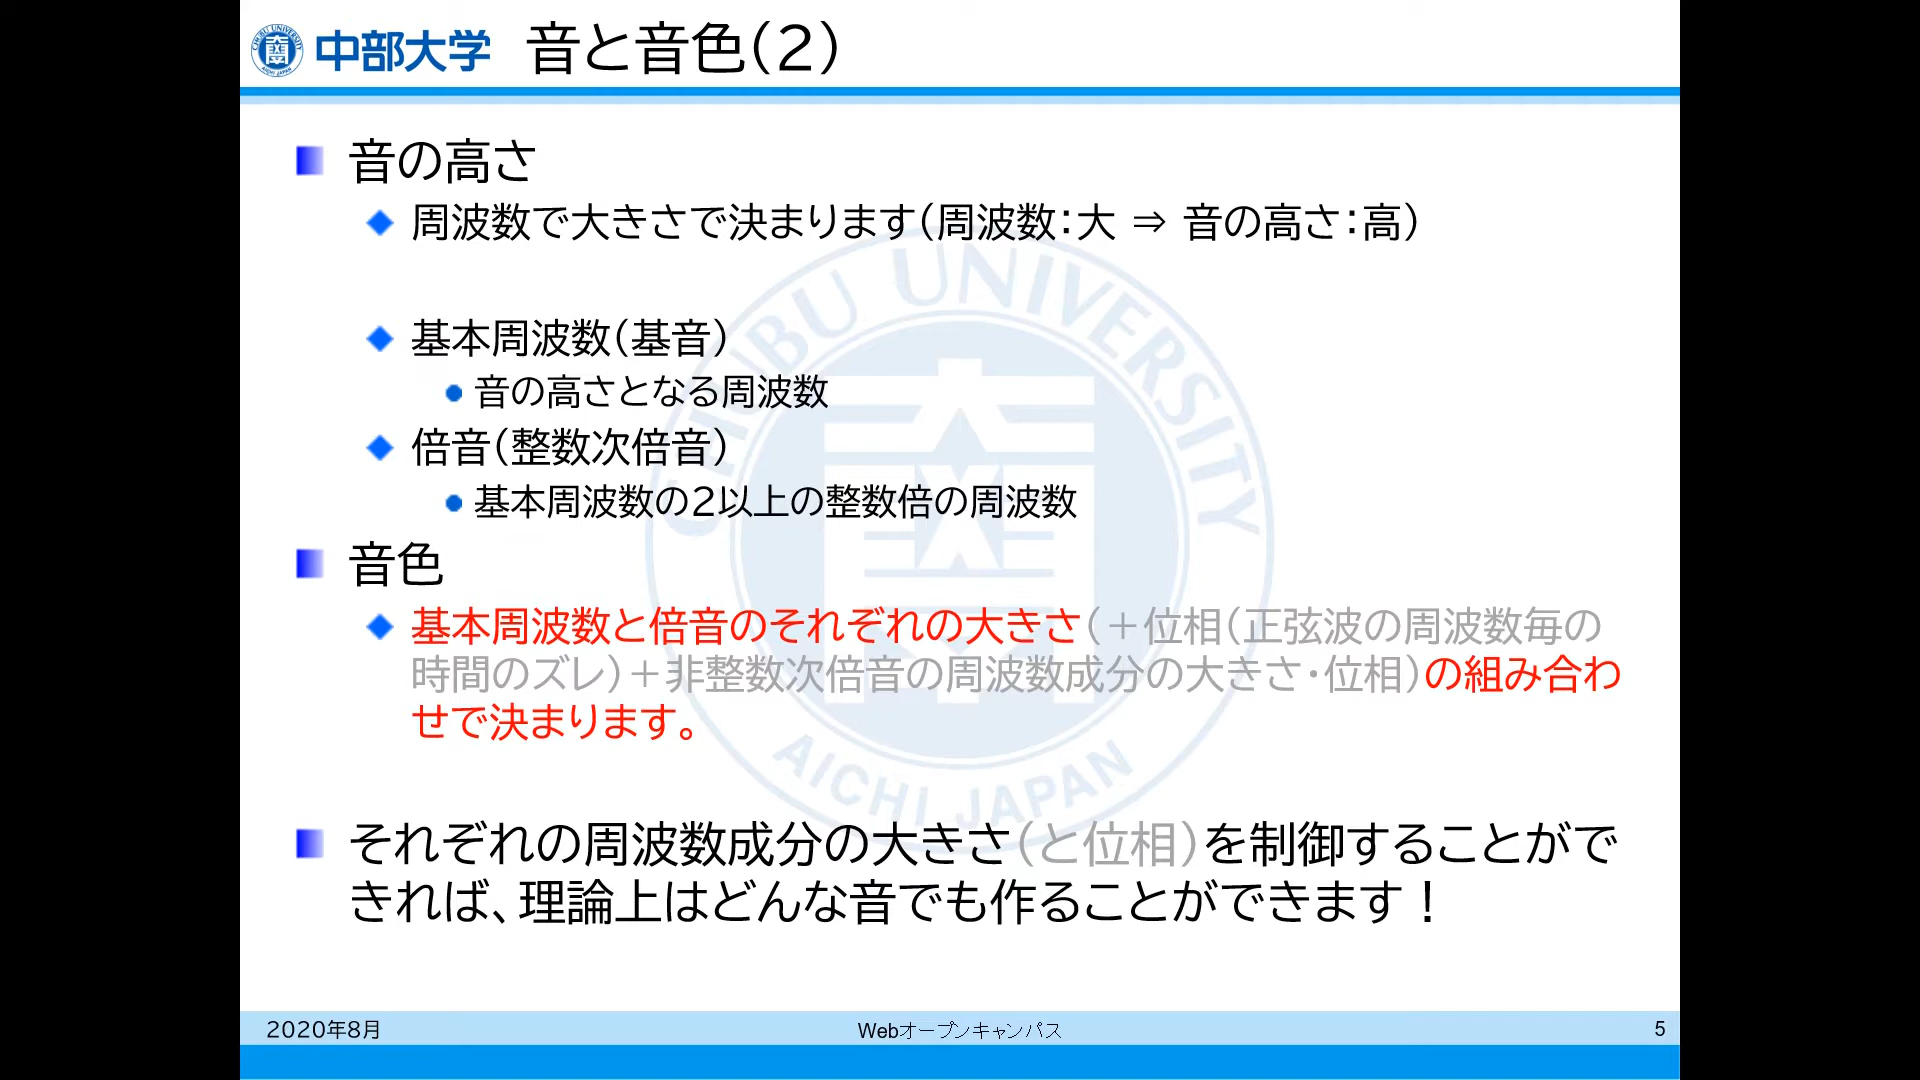 中部大学 音と音色(2)
音の高さ
周波数で大きさで決まります(周波数:大 ⇒ 音の高さ:高)
基本周波数(基音)
音の高さとなる周波数
倍音(整数次倍音)
基本周波数の2以上の整数倍の周波数
音色
基本周波数と倍音のそれぞれの大きさ(+位相(正弦波の周波数毎の
時間のズレ)+非整数次倍音の周波数成分の大きさ・位相)の組み合わ
せで決まります。
それぞれの周波数成分の大きさ(と位相)を制御することがで
きれば、理論上はどんな音でも作ることができます!
CHUBU UNIVERSITY
AICHI JAPAN
2020年8月 Webオープンキャンパス 5